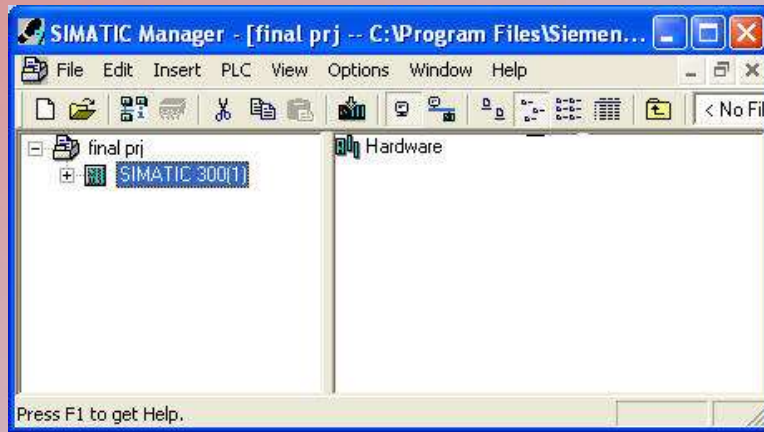 SIMATIC Manager - [final prj -- C:\Program Files\Siemen...
File Edit Insert PLC View Options Window Help
< No Fil
final prj
SIMATIC 300(1)
Hardware
Press F1 to get Help.